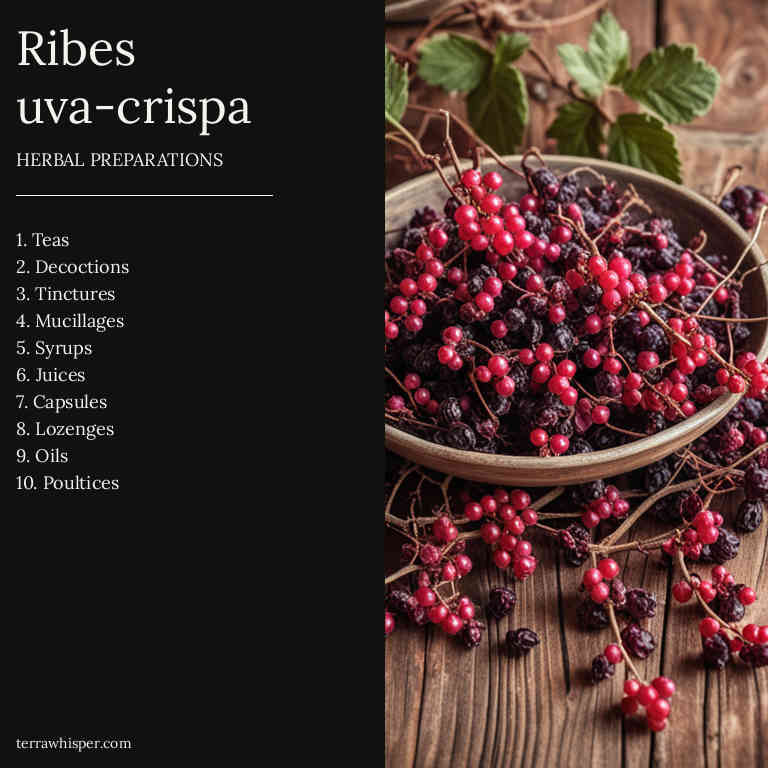 Ribes
uva-crispa
HERBAL PREPARATIONS
1. Teas
2. Decoctions
3. Tinctures
4. Mucillages
5. Syrups
6. Juices
7. Capsules
8. Lozenges
9. Oils
10. Poultices
terrawhisper.com